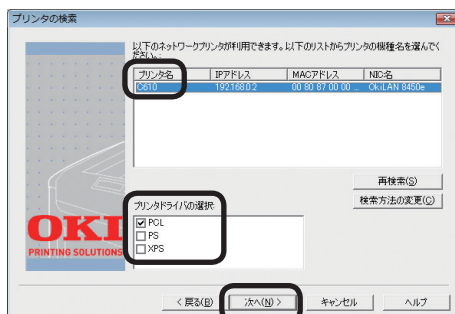 プリンタの検索
以下のネットワークプリンタが利用できます。以下のリストからプリンタの機種名を選んでください。
プリンタ名 IPアドレス MACアドレス NIC名
C610 192.168.0.2 00 80 87 00 00 ... OkiLAN 8450e
再検索(S)
検索方法の変更(C)
プリンタドライバの選択
PCL
PS
XPS
OKI
PRINTING SOLUTIONS
< 戻る(B) 次へ(N) > キャンセル ヘルプ